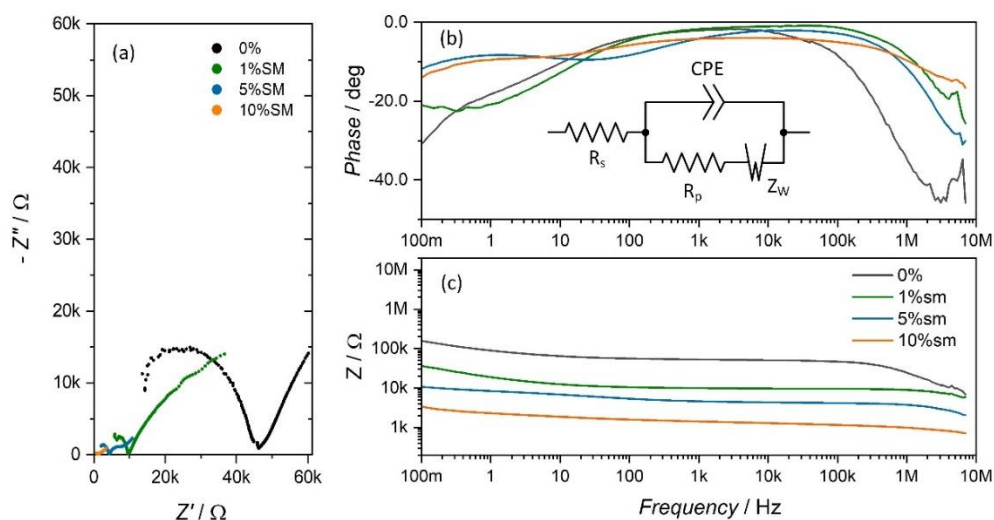 (a)
60k
50k
40k
30k
20k
10k
0
- Z″ / Ω
0%
1%SM
5%SM
10%SM
0 20k 40k 60k
Z′ / Ω
(b)
0.0
-20.0
-40.0
Phase / deg
CPE
Rs
Rp
Zw
100m 1 10 100 1k 10k 100k 1M 10M
(c)
10M
1M
100k
10k
1k
Z / Ω
0%
1%sm
5%sm
10%sm
100m 1 10 100 1k 10k 100k 1M 10M
Frequency / Hz